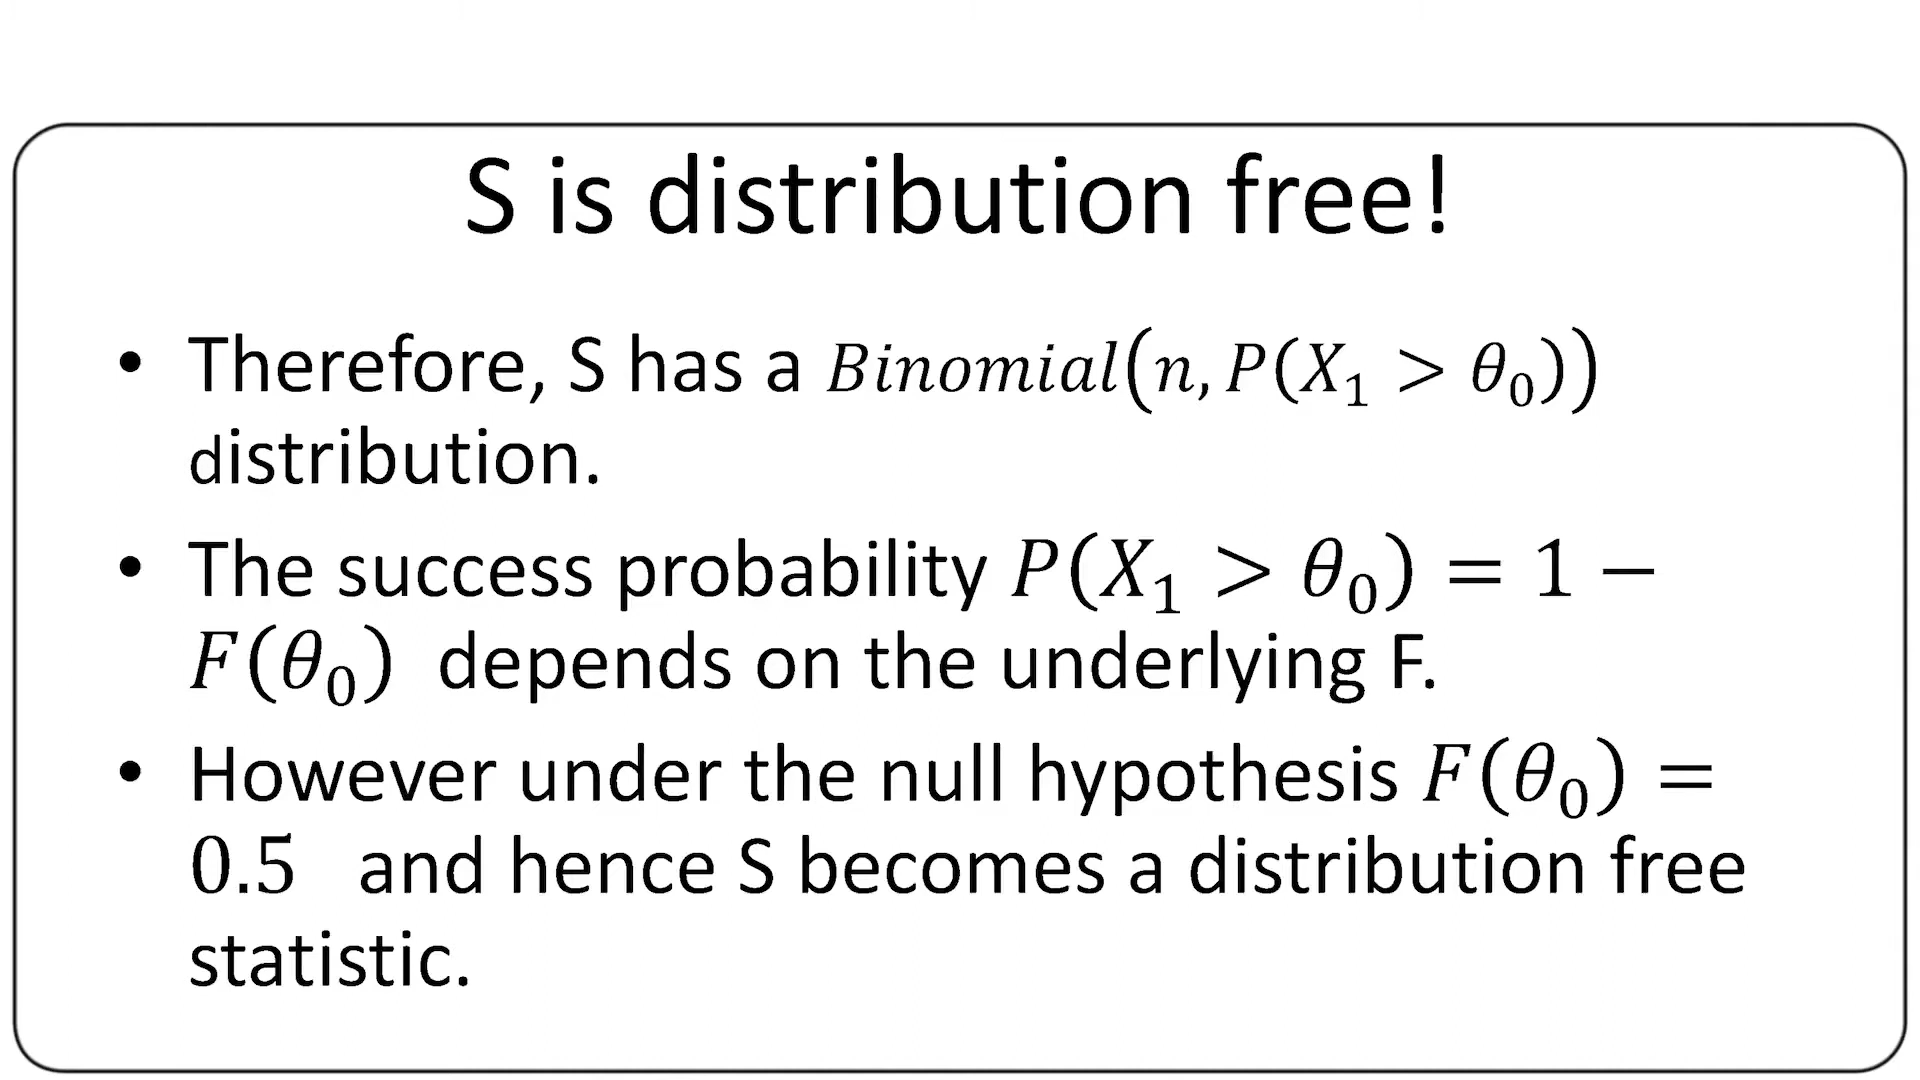 S is distribution free!
• Therefore, S has a 𝐵𝑖𝑛𝑜𝑚𝑖𝑎𝑙(𝑛, 𝑃(𝑋₁ > 𝜃₀))
distribution.
• The success probability 𝑃(𝑋₁ > 𝜃₀) = 1 −
𝐹(𝜃₀) depends on the underlying F.
• However under the null hypothesis 𝐹(𝜃₀) =
0.5 and hence S becomes a distribution free
statistic.